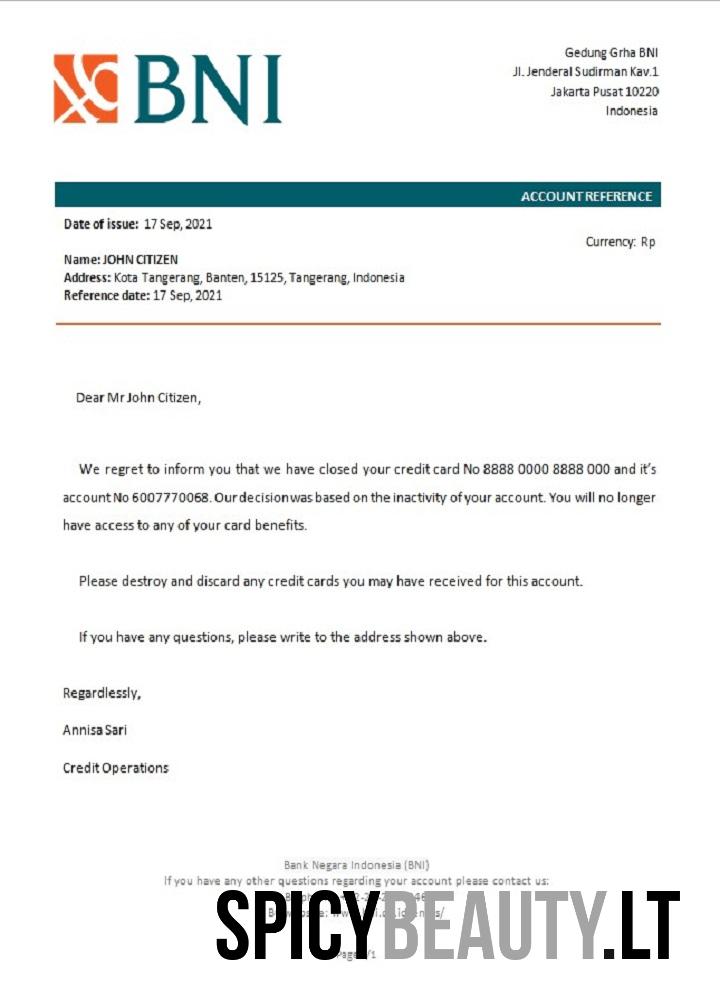 BNI
Gedung Grha BNI
Jl. Jenderal Sudirman Kav.1
Jakarta Pusat 10220
Indonesia
ACCOUNT REFERENCE
Date of issue: 17 Sep, 2021
Currency: Rp
Name: JOHN CITIZEN
Address: Kota Tangerang, Banten, 15125, Tangerang, Indonesia
Reference date: 17 Sep, 2021
Dear Mr John Citizen,
We regret to inform you that we have closed your credit card No 8888 0000 8888 000 and it's
account No 6007770068. Our decision was based on the inactivity of your account. You will no longer
have access to any of your card benefits.
Please destroy and discard any credit cards you may have received for this account.
If you have any questions, please write to the address shown above.
Regardlessly,
Annisa Sari
Credit Operations
Bank Negara Indonesia (BNI)
If you have any other questions regarding your account please contact us:
SPICYBEAUTY.LT